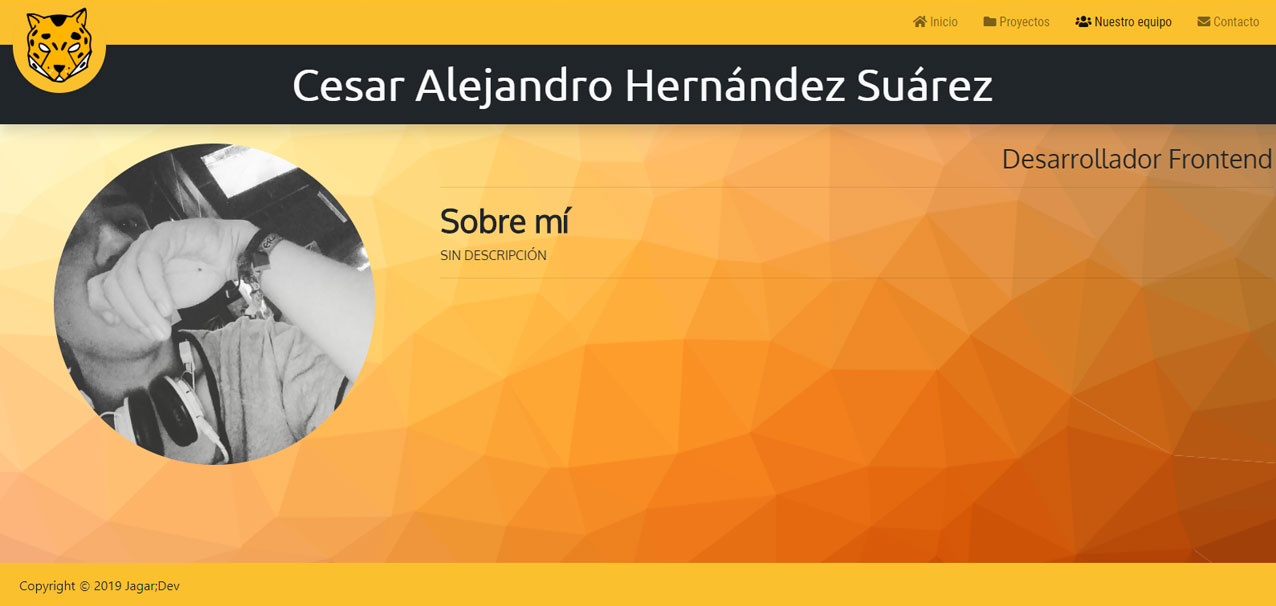 Inicio Proyectos Nuestro equipo Contacto
Cesar Alejandro Hernández Suárez
Desarrollador Frontend
Sobre mí
SIN DESCRIPCIÓN
Copyright © 2019 Jagar;Dev